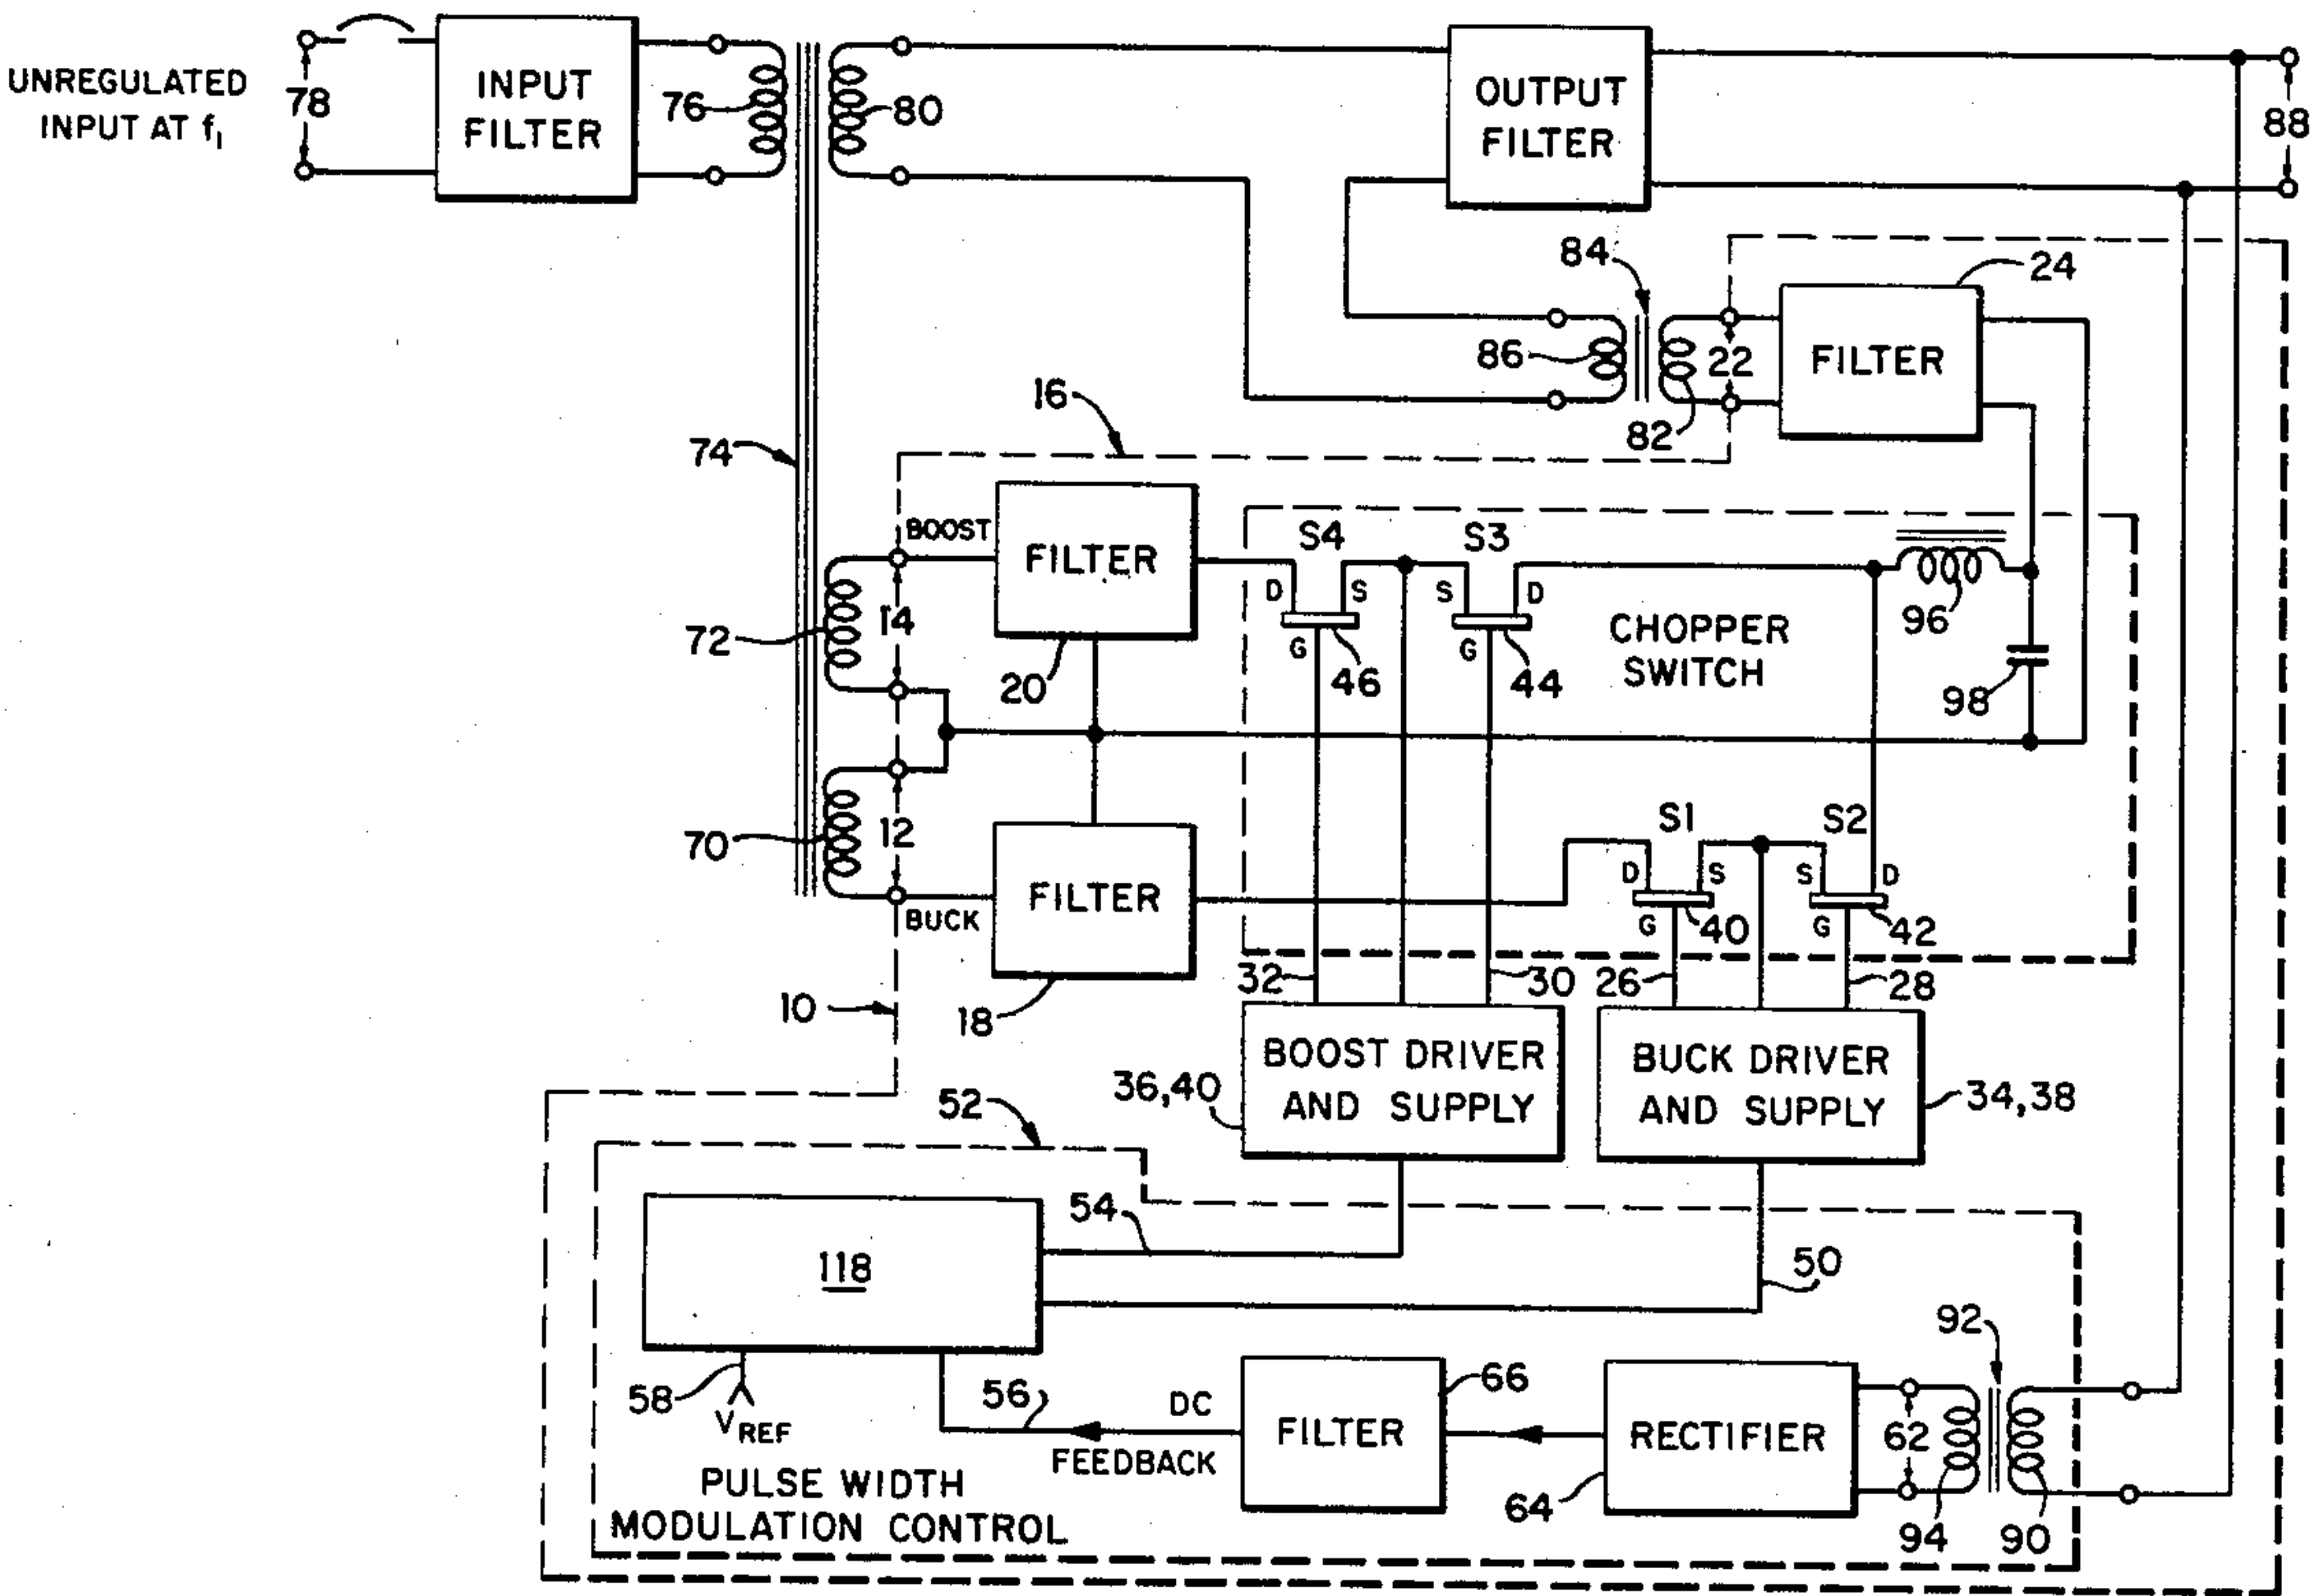 UNREGULATED
INPUT AT f1
78
INPUT
FILTER
76
80
OUTPUT
FILTER
88
84
24
86
22
82
FILTER
16
74
BOOST
FILTER
S4
S3
D
S
S
D
G
G
46
44
CHOPPER
SWITCH
96
98
72
14
20
70
12
BUCK
FILTER
18
10
S1
S2
D
S
S
D
G
G
40
42
32
30
26
28
BOOST DRIVER
AND SUPPLY
36,40
BUCK DRIVER
AND SUPPLY
34,38
52
54
50
118
58
VREF
56
DC
FEEDBACK
FILTER
66
RECTIFIER
64
62
92
94
90
PULSE WIDTH
MODULATION CONTROL